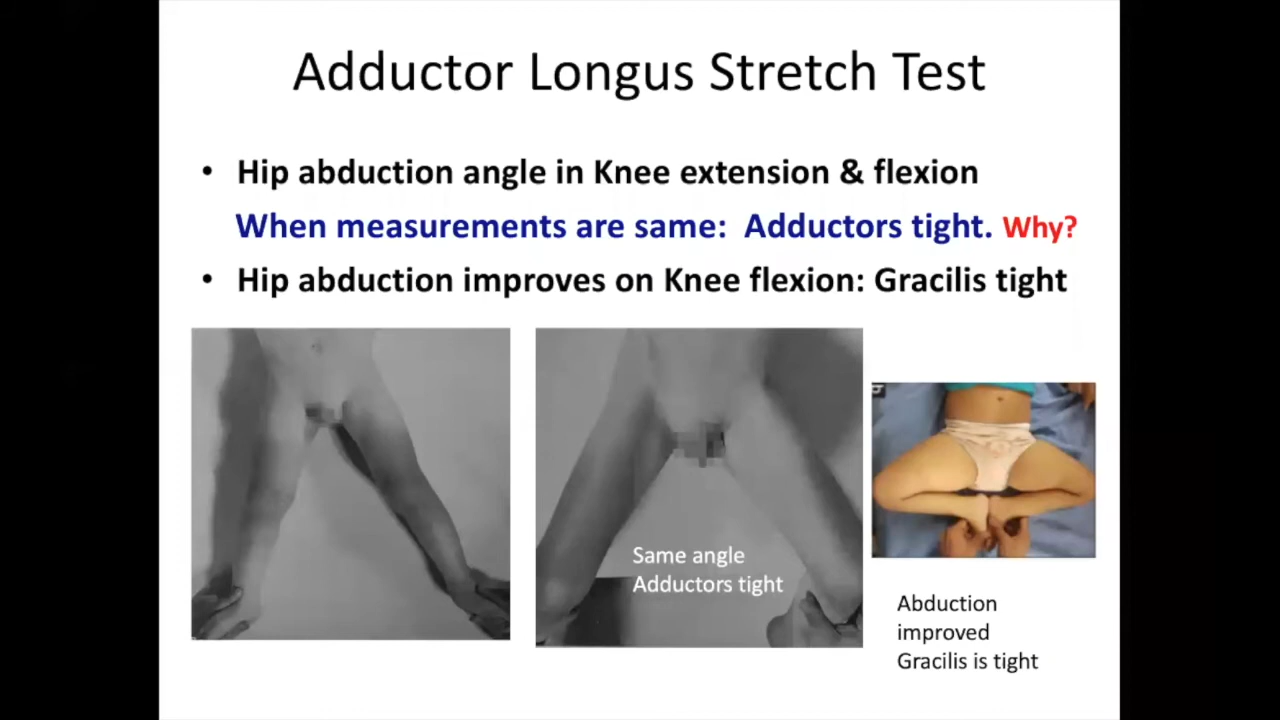 Adductor Longus Stretch Test
• Hip abduction angle in Knee extension & flexion
When measurements are same: Adductors tight. Why?
• Hip abduction improves on Knee flexion: Gracilis tight
Same angle
Adductors tight
Abduction
improved
Gracilis is tight